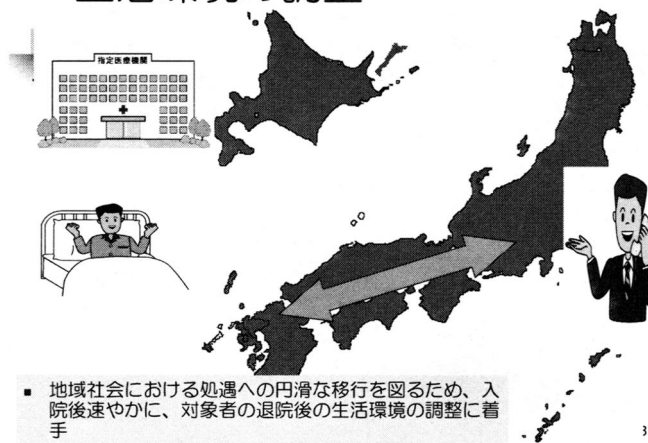 指定医療機関
▪ 地域社会における処遇への円滑な移行を図るため、入
院後速やかに、対象者の退院後の生活環境の調整に着
手
3